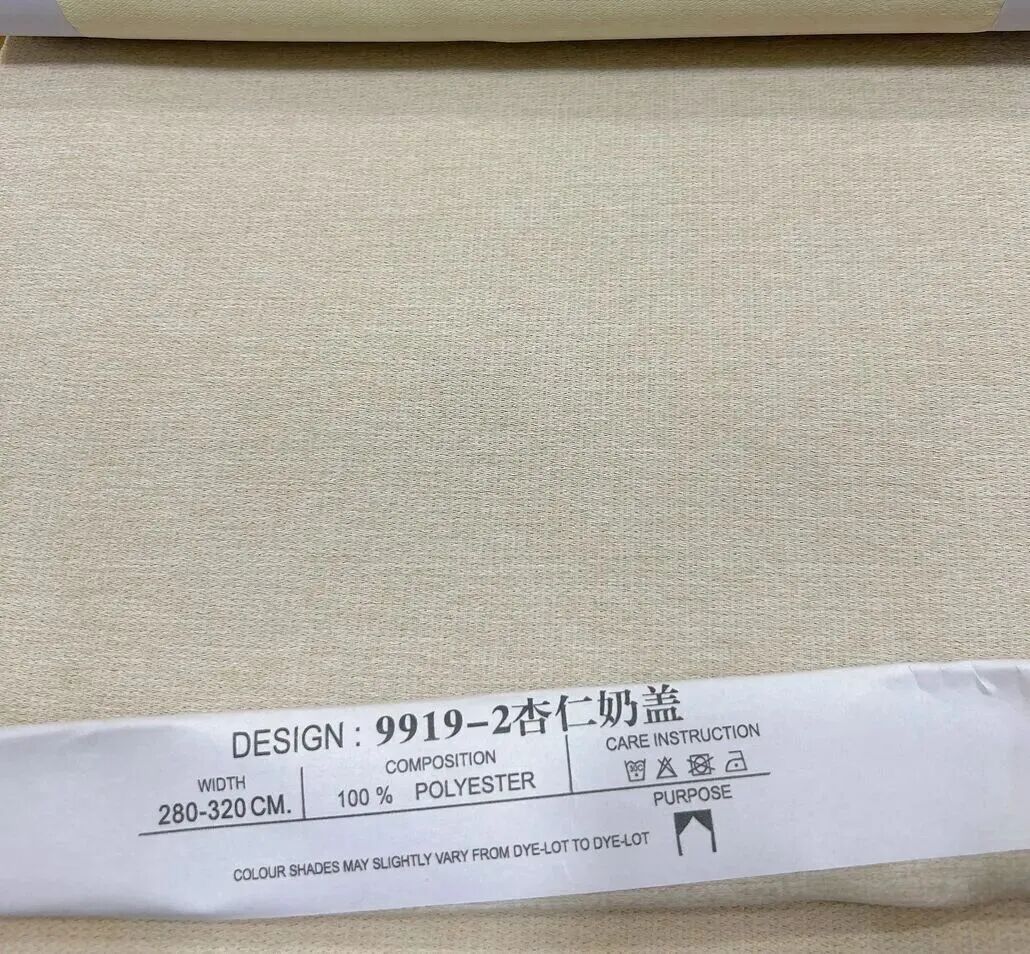 DESIGN : 9919-2杏仁奶盖
WIDTH
280-320 CM.
COMPOSITION
100 % POLYESTER
CARE INSTRUCTION
30C
PURPOSE
COLOUR SHADES MAY SLIGHTLY VARY FROM DYE-LOT TO DYE-LOT